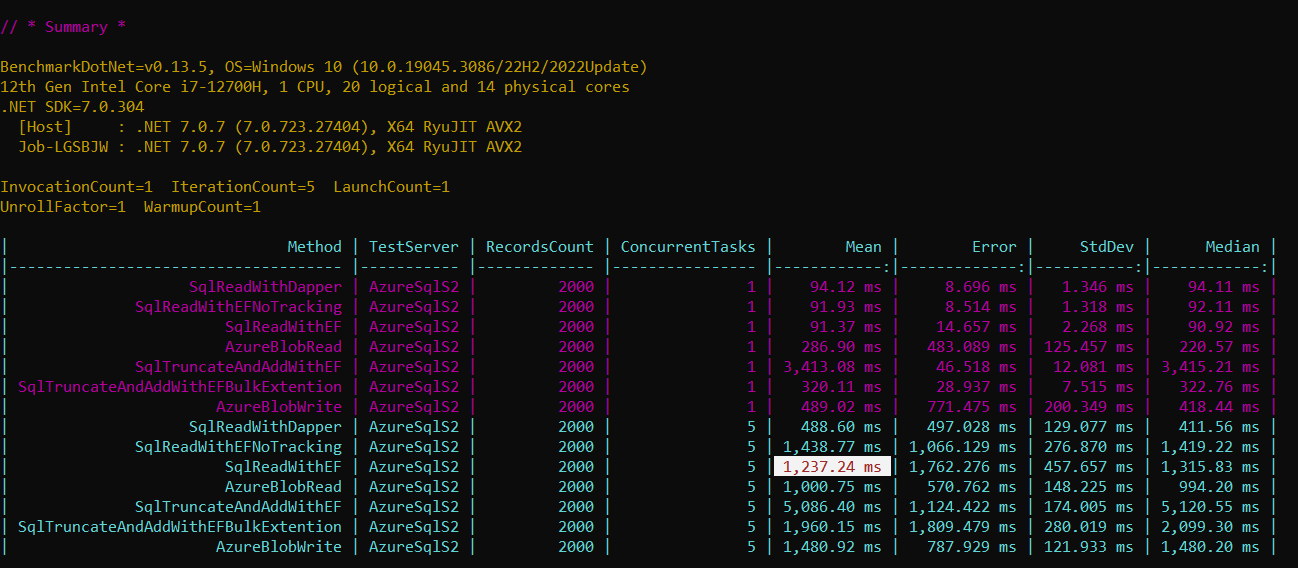 // * Summary *
BenchmarkDotNet=v0.13.5, OS=Windows 10 (10.0.19045.3086/22H2/2022Update)
12th Gen Intel Core i7-12700H, 1 CPU, 20 logical and 14 physical cores
.NET SDK=7.0.304
  [Host]     : .NET 7.0.7 (7.0.723.27404), X64 RyuJIT AVX2
  Job-LGSBJW : .NET 7.0.7 (7.0.723.27404), X64 RyuJIT AVX2
InvocationCount=1  IterationCount=5  LaunchCount=1
UnrollFactor=1  WarmupCount=1
|                               Method | TestServer | RecordsCount | ConcurrentTasks |        Mean |        Error |     StdDev |      Median |
|------------------------------------- |----------- |------------- |---------------- |------------:|-------------:|-----------:|------------:|
|                    SqlReadWithDapper | AzureSqlS2 |         2000 |               1 |    94.12 ms |     8.696 ms |   1.346 ms |    94.11 ms |
|              SqlReadWithEFNoTracking | AzureSqlS2 |         2000 |               1 |    91.93 ms |     8.514 ms |   1.318 ms |    92.11 ms |
|                        SqlReadWithEF | AzureSqlS2 |         2000 |               1 |    91.37 ms |    14.657 ms |   2.268 ms |    90.92 ms |
|                        AzureBlobRead | AzureSqlS2 |         2000 |               1 |   286.90 ms |   483.089 ms | 125.457 ms |   220.57 ms |
|              SqlTruncateAndAddWithEF | AzureSqlS2 |         2000 |               1 | 3,413.08 ms |    46.518 ms |  12.081 ms | 3,415.21 ms |
| SqlTruncateAndAddWithEFBulkExtention | AzureSqlS2 |         2000 |               1 |   320.11 ms |    28.937 ms |   7.515 ms |   322.76 ms |
|                       AzureBlobWrite | AzureSqlS2 |         2000 |               1 |   489.02 ms |   771.475 ms | 200.349 ms |   418.44 ms |
|                    SqlReadWithDapper | AzureSqlS2 |         2000 |               5 |   488.60 ms |   497.028 ms | 129.077 ms |   411.56 ms |
|              SqlReadWithEFNoTracking | AzureSqlS2 |         2000 |               5 | 1,438.77 ms | 1,066.129 ms | 276.870 ms | 1,419.22 ms |
|                        SqlReadWithEF | AzureSqlS2 |         2000 |               5 | 1,237.24 ms | 1,762.276 ms | 457.657 ms | 1,315.83 ms |
|                        AzureBlobRead | AzureSqlS2 |         2000 |               5 | 1,000.75 ms |   570.762 ms | 148.225 ms |   994.20 ms |
|              SqlTruncateAndAddWithEF | AzureSqlS2 |         2000 |               5 | 5,086.40 ms | 1,124.422 ms | 174.005 ms | 5,120.55 ms |
| SqlTruncateAndAddWithEFBulkExtention | AzureSqlS2 |         2000 |               5 | 1,960.15 ms | 1,809.479 ms | 280.019 ms | 2,099.30 ms |
|                       AzureBlobWrite | AzureSqlS2 |         2000 |               5 | 1,480.92 ms |   787.929 ms | 121.933 ms | 1,480.20 ms |